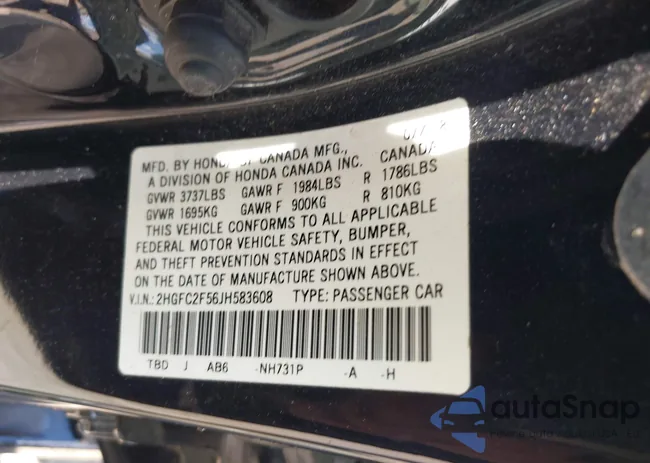 MFD. BY HONDA OF CANADA MFG.,
A DIVISION OF HONDA CANADA INC. CANADA
GVWR 3737LBS GAWR F 1984LBS R 1786LBS
GVWR 1695KG GAWR F 900KG R 810KG
THIS VEHICLE CONFORMS TO ALL APPLICABLE
FEDERAL MOTOR VEHICLE SAFETY, BUMPER,
AND THEFT PREVENTION STANDARDS IN EFFECT
ON THE DATE OF MANUFACTURE SHOWN ABOVE.
V.I.N.: 2HGFC2F56JH583608 TYPE: PASSENGER CAR
TBD J AB6 -NH731P -A -H
autaSnap